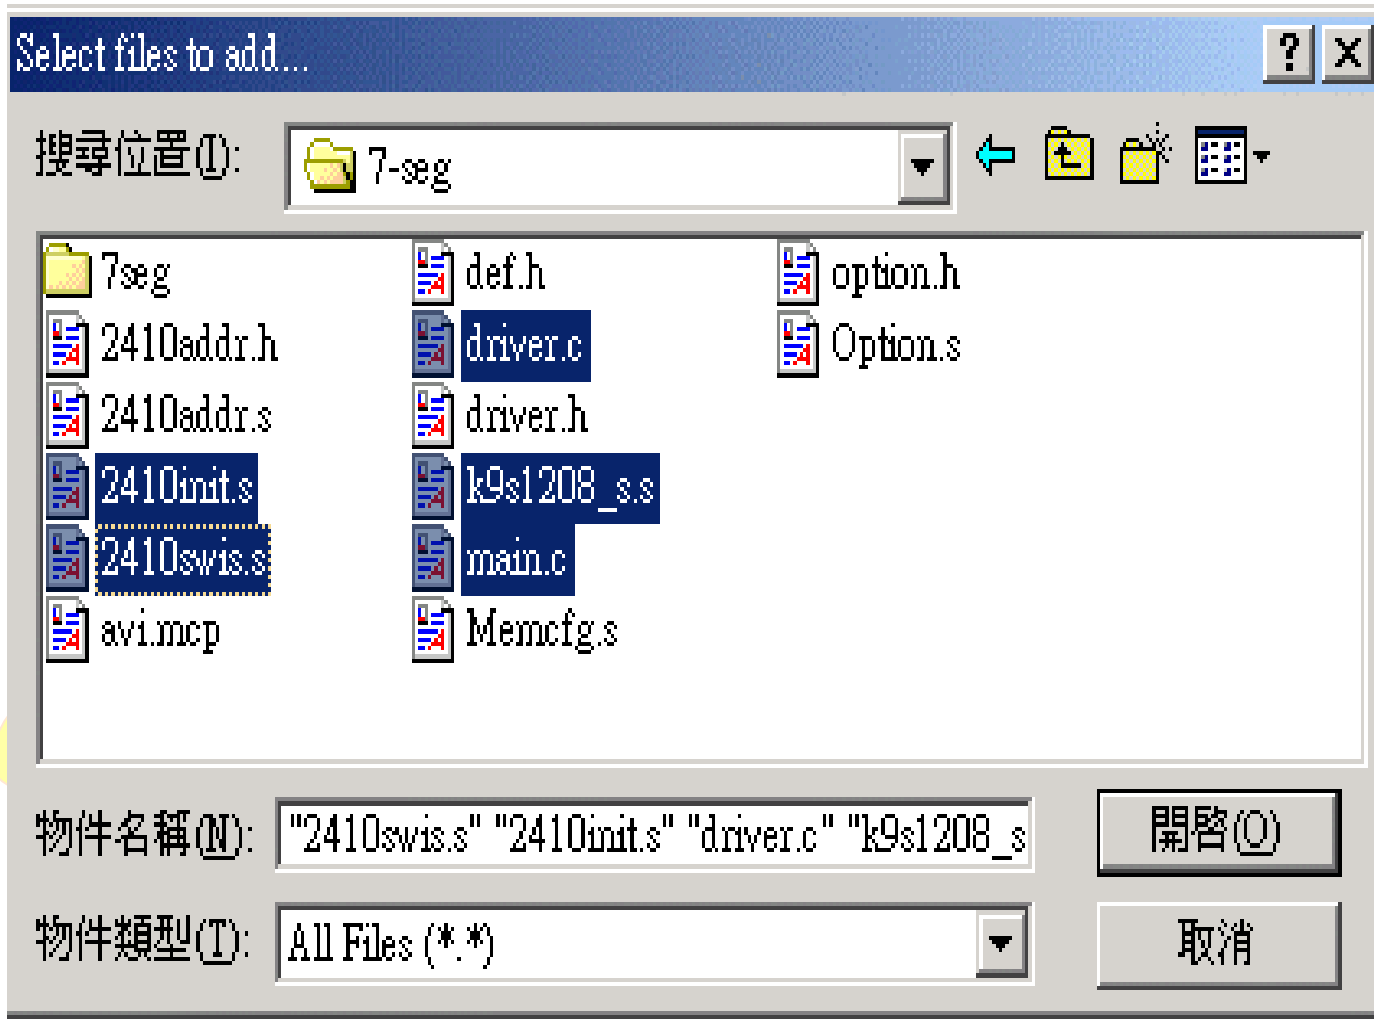 Select files to add...
搜尋位置(I):
7-seg
7seg
2410addr.h
2410addr.s
2410init.s
2410swis.s
avi.mcp
def.h
driver.c
driver.h
k9s1208_s.s
main.c
Memcfg.s
option.h
Option.s
物件名稱(N):
"2410swis.s" "2410init.s" "driver.c" "k9s1208_s
開啓(O)
物件類型(T):
All Files (*.*)
取消